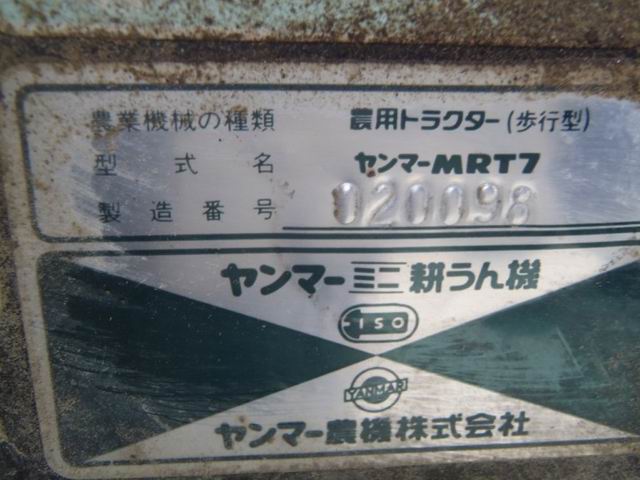 農業機械の種類 農用トラクター(歩行型)
型式名 ヤンマーMRT7
製造番号 020098
ヤンマーミニ耕うん機
ISO
YANMAR
ヤンマー農機株式会社